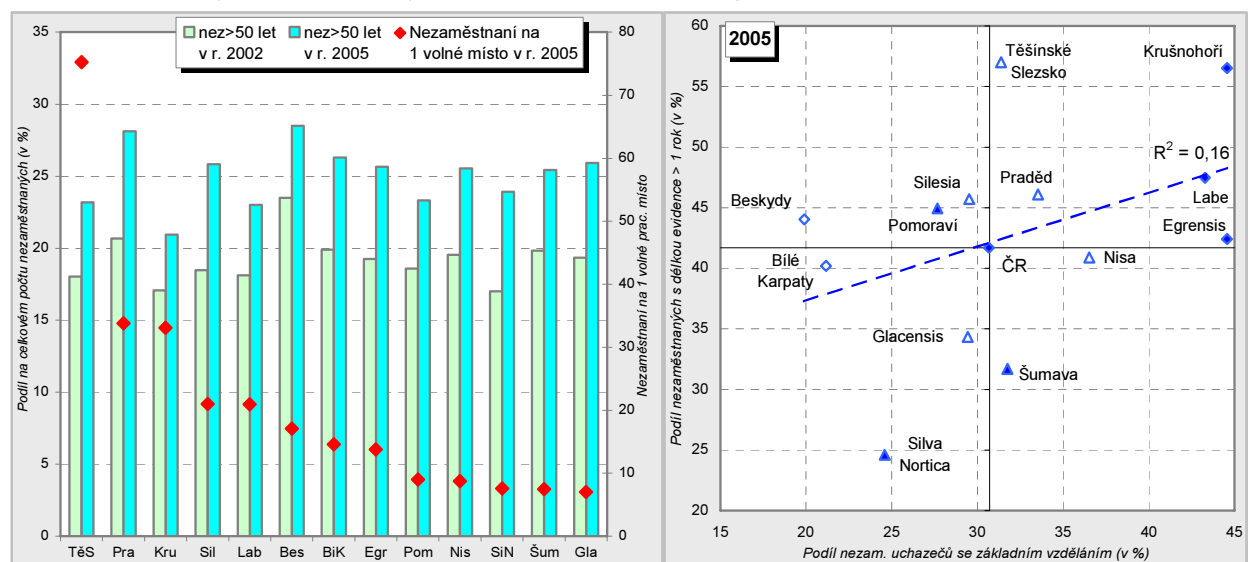 nez>50 let
v r. 2002
nez>50 let
v r. 2005
Nezaměstnaní na
1 volné místo v r. 2005
Podíl na celkovém počtu nezaměstnaných (v %)
35
30
25
20
15
10
5
0
80
70
60
50
40
30
20
10
0
Nezaměstnaní na 1 volné prac. místo
TěS Pra Kru Sil Lab Bes BiK Egr Pom Nis SiN Šum Gla
2005
Podíl nezaměstnaných s délkou evidence > 1 rok (v %)
60
55
50
45
40
35
30
25
20
Těšínské
Slezsko
Krušnohoří
R² = 0,16
Silesia
Praděd
Beskydy
Labe
Pomoraví
Egrensis
Bílé
Karpaty
ČR
Nisa
Glacensis
Šumava
Silva
Nortica
15 20 25 30 35 40 45
Podíl nezam. uchazečů se základním vzděláním (v %)